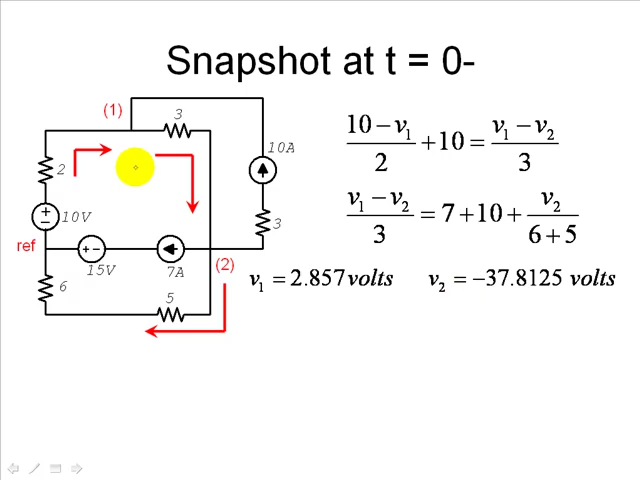 Snapshot at t = 0-
(1)
3
10A
2
10V
3
ref
15V
7A
(2)
6
5
(10 − v₁)/2 + 10 = (v₁ − v₂)/3
(v₁ − v₂)/3 = 7 + 10 + v₂/(6 + 5)
v₁ = 2.857 volts v₂ = −37.8125 volts